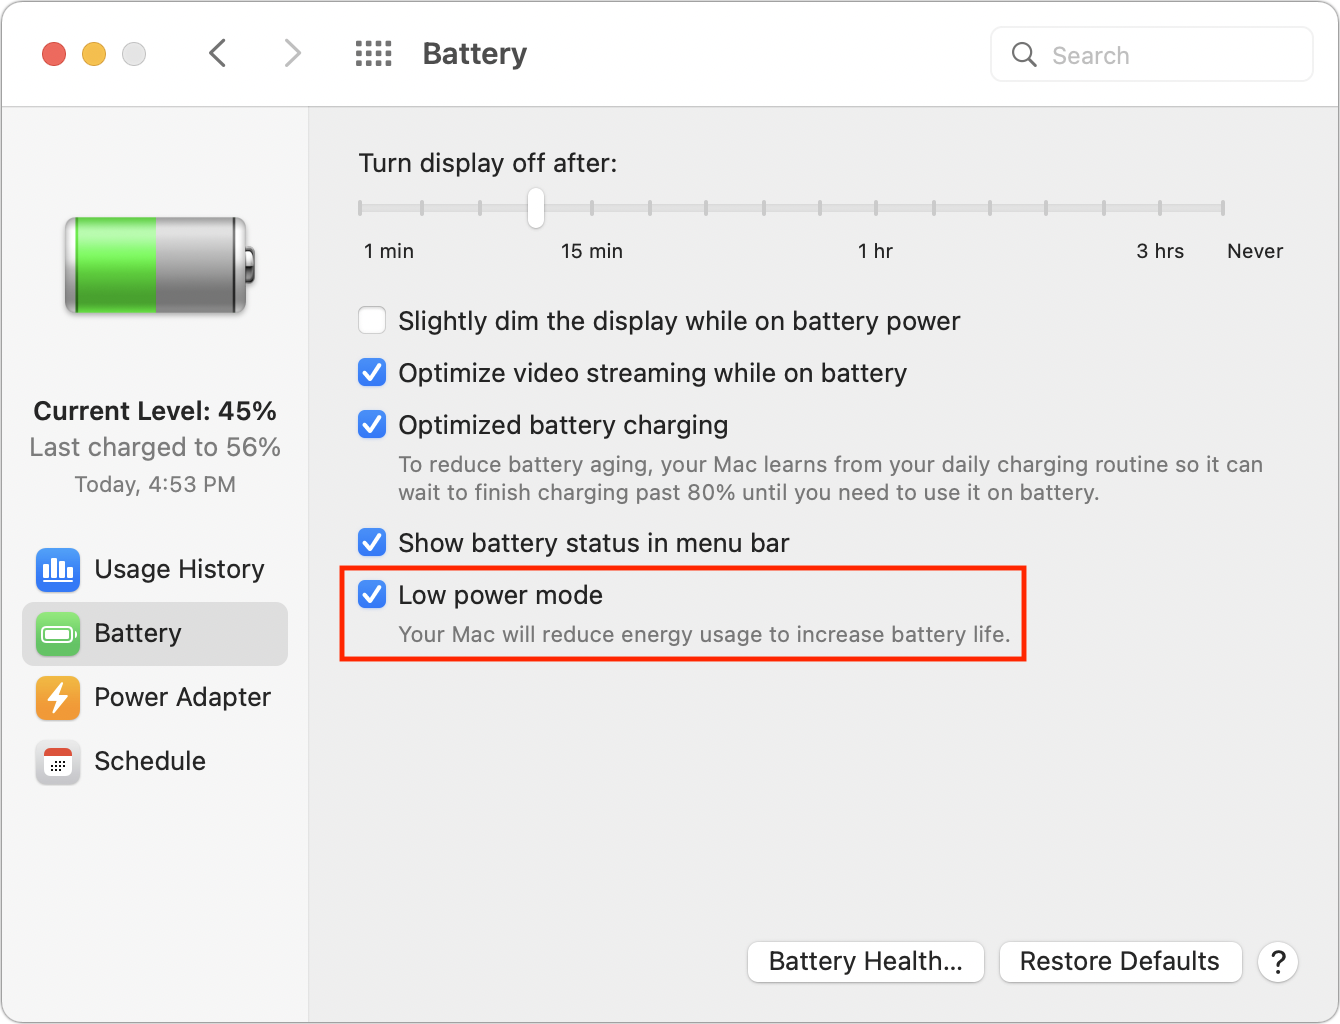 Battery
Search
Turn display off after:
1 min
15 min
1 hr
3 hrs
Never
Slightly dim the display while on battery power
Optimize video streaming while on battery
Optimized battery charging
To reduce battery aging, your Mac learns from your daily charging routine so it can
wait to finish charging past 80% until you need to use it on battery.
Show battery status in menu bar
Low power mode
Your Mac will reduce energy usage to increase battery life.
Current Level: 45%
Last charged to 56%
Today, 4:53 PM
Usage History
Battery
Power Adapter
Schedule
Battery Health...
Restore Defaults
?